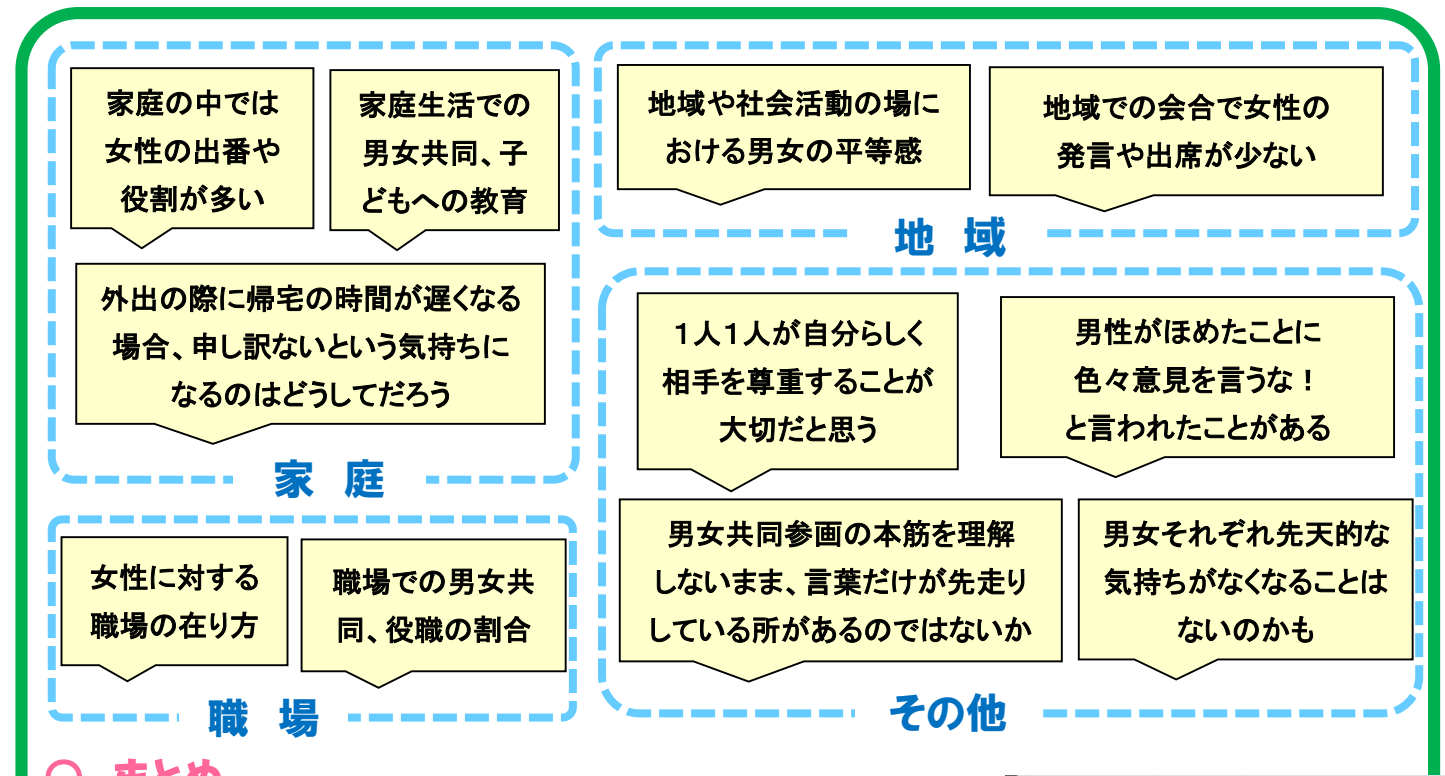 家庭の中では
女性の出番や
役割が多い
家庭生活での
男女共同、子
どもへの教育
外出の際に帰宅の時間が遅くなる
場合、申し訳ないという気持ちに
なるのはどうしてだろう
家 庭
地域や社会活動の場に
おける男女の平等感
地域での会合で女性の
発言や出席が少ない
地 域
女性に対する
職場の在り方
職場での男女共
同、役職の割合
職 場
1人1人が自分らしく
相手を尊重することが
大切だと思う
男性がほめたことに
色々意見を言うな！
と言われたことがある
男女共同参画の本筋を理解
しないまま、言葉だけが先走り
している所があるのではないか
男女それぞれ先天的な
気持ちがなくなることは
ないのかも
その他
○ まとめ